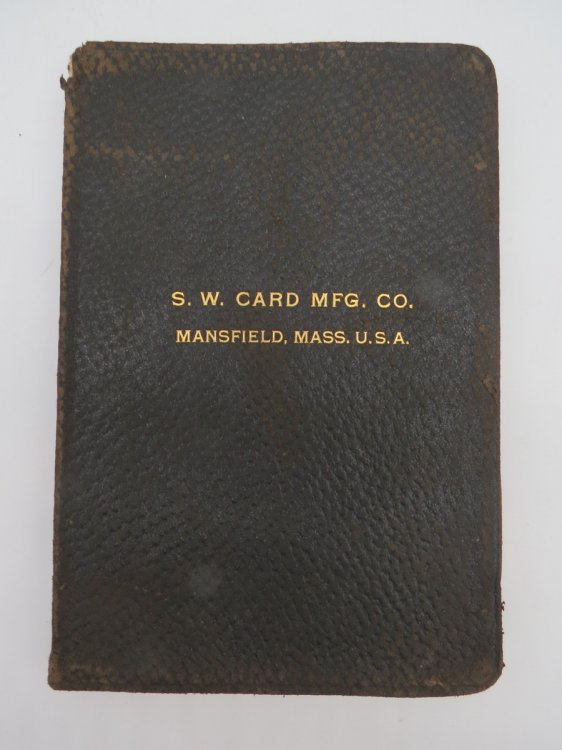 S. W. CARD MFG. CO.
MANSFIELD, MASS. U.S.A.